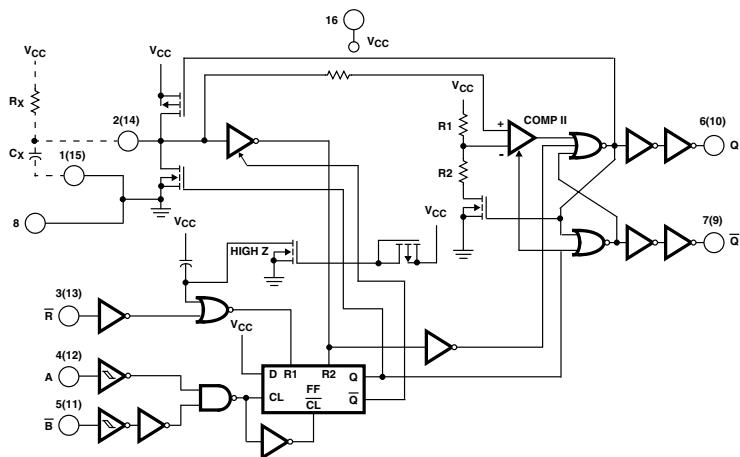 16
VCC
VCC
VCC
RX
2(14)
VCC
R1
+
COMP II
-
R2
6(10)
Q
CX
1(15)
8
VCC
HIGH Z
VCC
7(9)
Q̅
3(13)
R̅
VCC
4(12)
A
D R1 R2 Q
FF
CL C̅L̅ Q̅
5(11)
B̅